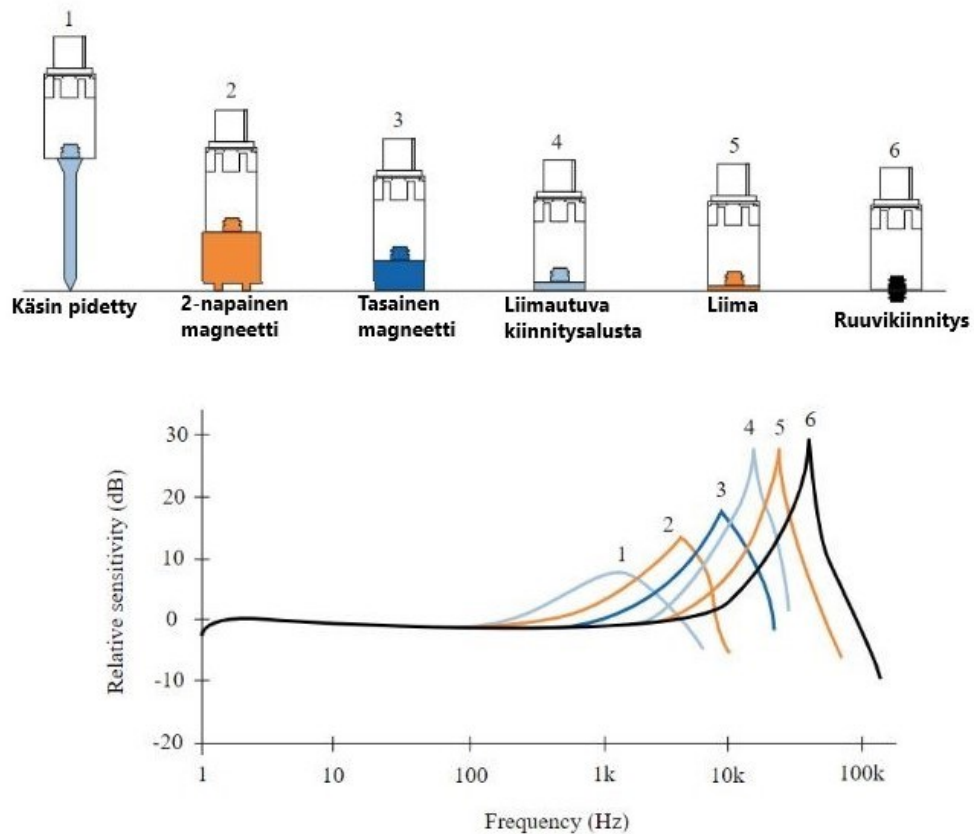 1
2
3
4
5
6
Käsin pidetty
2-napainen
magneetti
Tasainen
magneetti
Liimautuva
kiinnitysalusta
Liima
Ruuvikiinnitys
Relative sensitivity (dB)
30
20
10
0
-10
-20
1
2
3
4
5
6
1
10
100
1k
10k
100k
Frequency (Hz)